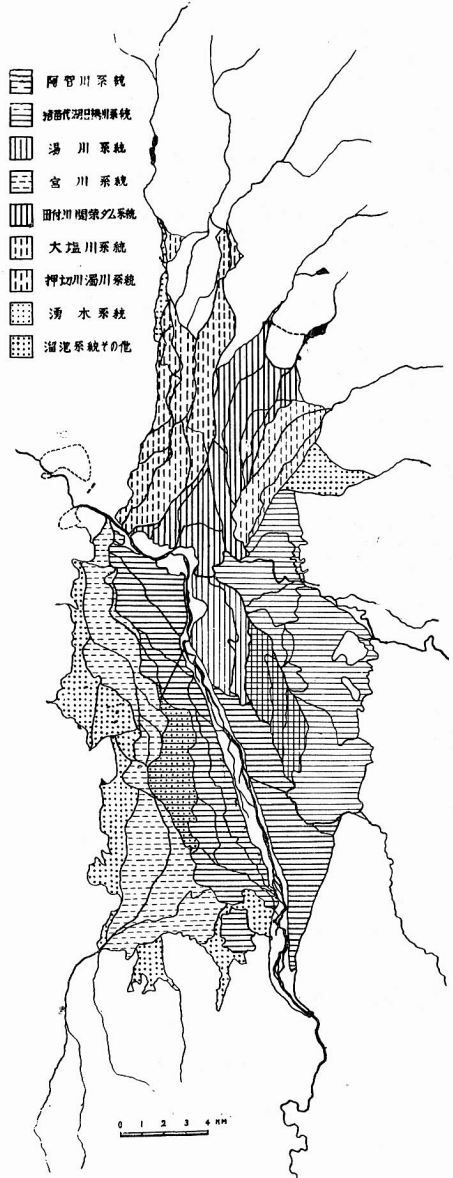 阿賀川系統
猪苗代湖日橋川系統
湯川系統
宮川系統
田付川関柴ダム系統
大塩川系統
押切川濁川系統
湧水系統
溜池系統その他
0 1 2 3 4 KM